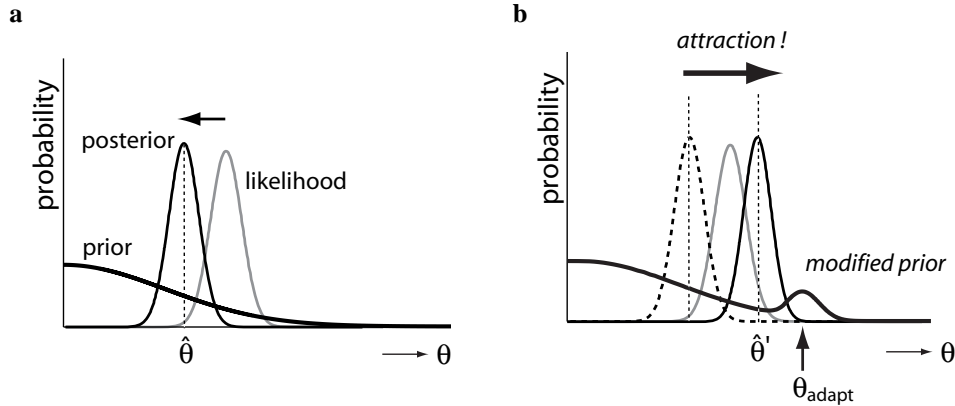 a
probability
posterior
likelihood
prior
θ̂
θ
b
attraction !
probability
modified prior
θ̂'
θ
θadapt